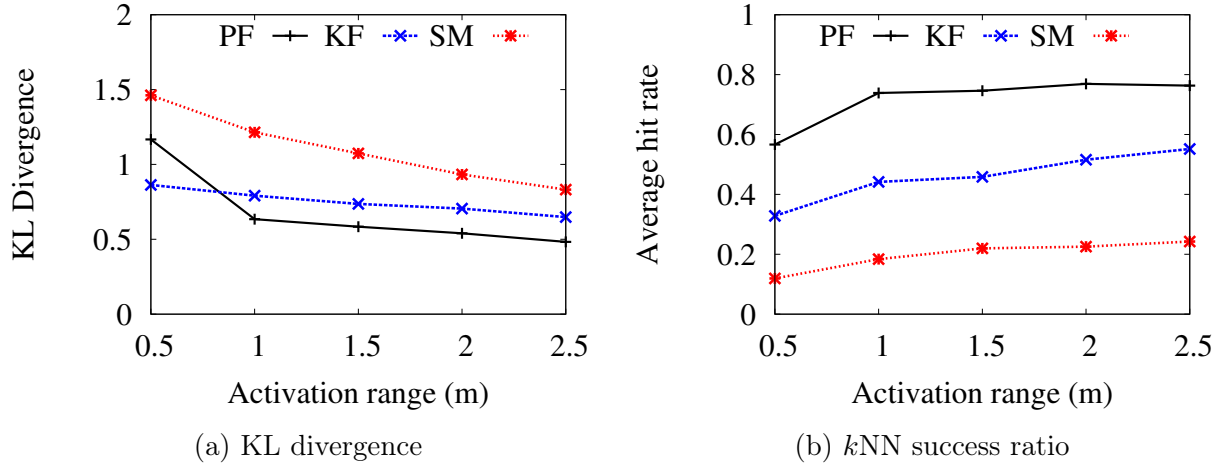 PF KF SM
KL Divergence
2
1.5
1
0.5
0
0.5 1 1.5 2 2.5
Activation range (m)
(a) KL divergence
PF KF SM
Average hit rate
1
0.8
0.6
0.4
0.2
0
0.5 1 1.5 2 2.5
Activation range (m)
(b) kNN success ratio